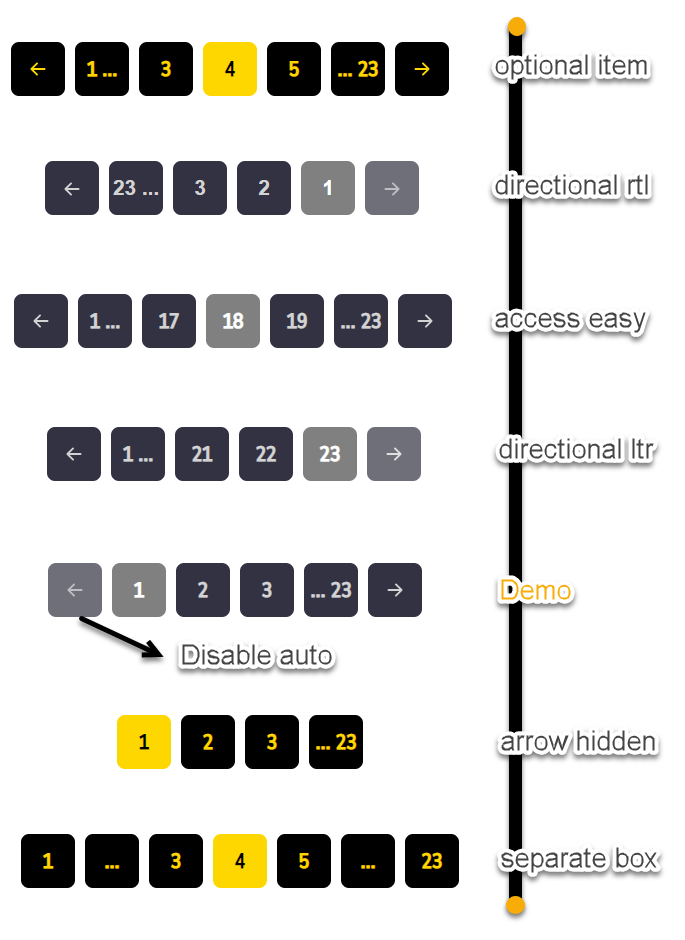 ← 1 ... 3 4 5 ... 23 → optional item
← 23 ... 3 2 1 → directional rtl
← 1 ... 17 18 19 ... 23 → access easy
← 1 ... 21 22 23 → directional ltr
← 1 2 3 ... 23 → Demo
Disable auto
1 2 3 ... 23 arrow hidden
1 ... 3 4 5 ... 23 separate box